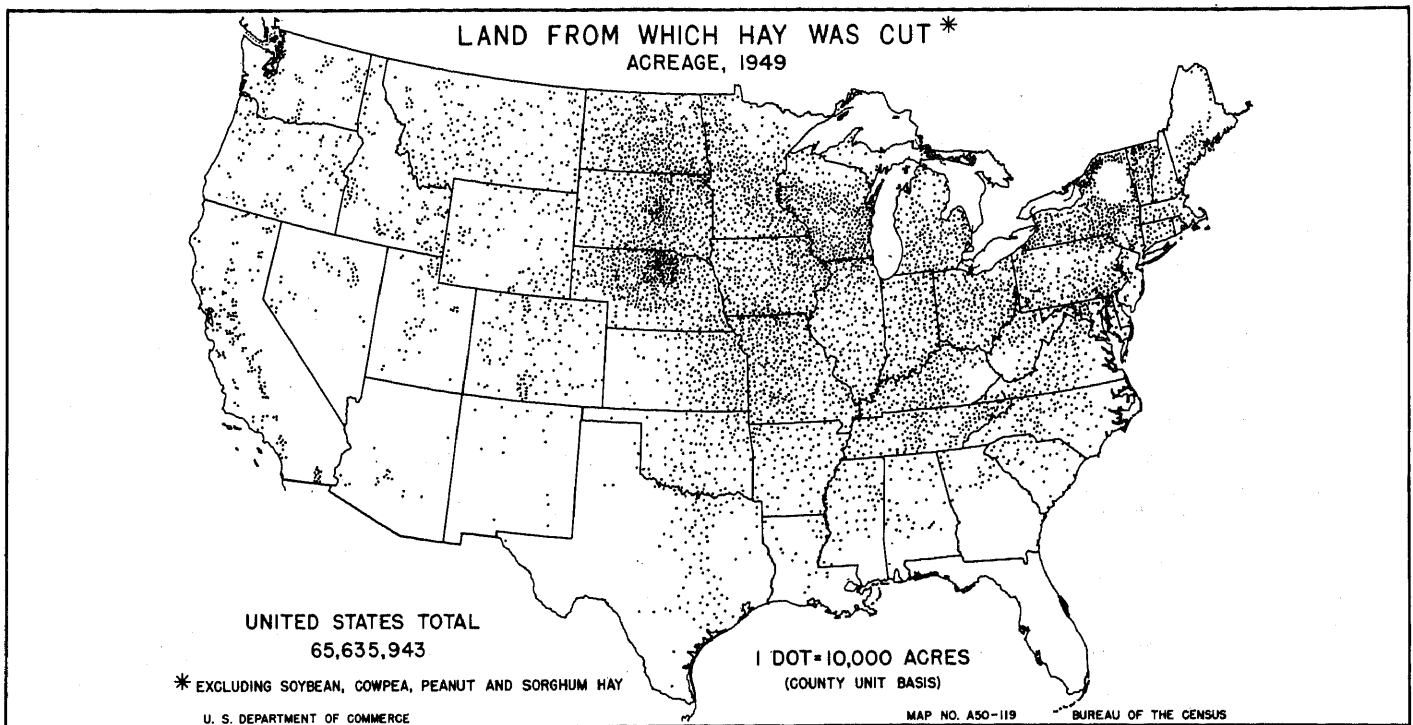 LAND FROM WHICH HAY WAS CUT *
ACREAGE, 1949
UNITED STATES TOTAL
65,635,943
* EXCLUDING SOYBEAN, COWPEA, PEANUT AND SORGHUM HAY
U. S. DEPARTMENT OF COMMERCE
1 DOT=10,000 ACRES
(COUNTY UNIT BASIS)
MAP NO. A50-119 BUREAU OF THE CENSUS